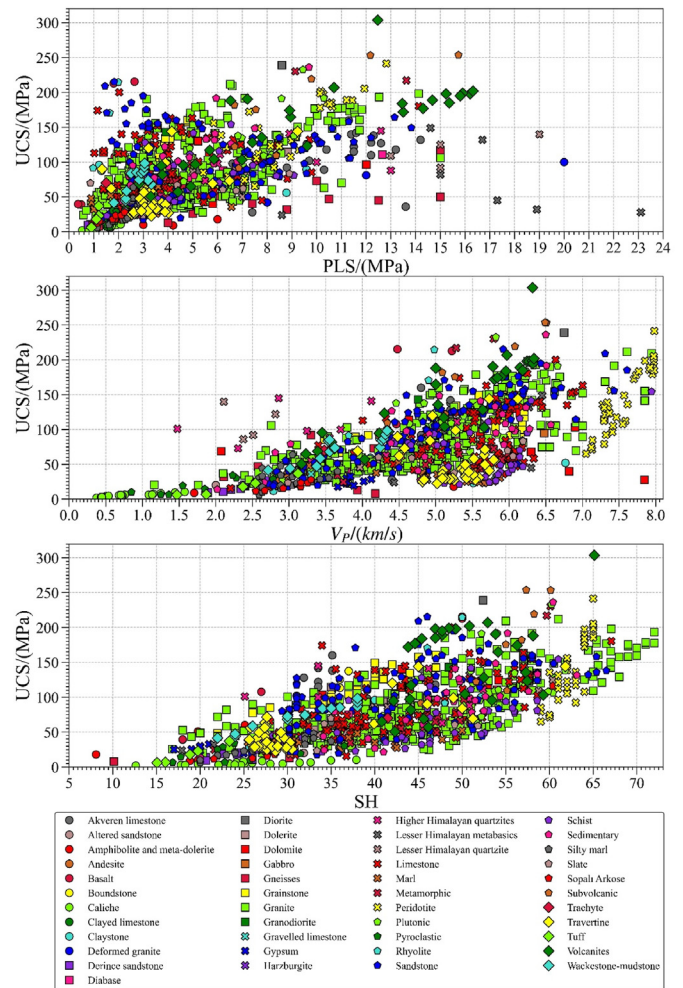 300
250
200
150
100
50
0
UCS/(MPa)
0 1 2 3 4 5 6 7 8 9 10 11 12 13 14 15 16 17 18 19 20 21 22 23 24
PLS/(MPa)
300
250
200
150
100
50
0
UCS/(MPa)
0.0 0.5 1.0 1.5 2.0 2.5 3.0 3.5 4.0 4.5 5.0 5.5 6.0 6.5 7.0 7.5 8.0
V_P/(km/s)
300
250
200
150
100
50
0
UCS/(MPa)
5 10 15 20 25 30 35 40 45 50 55 60 65 70
SH
Akveren limestone
Altered sandstone
Amphibolite and meta-dolerite
Andesite
Basalt
Boundstone
Caliche
Clayed limestone
Claystone
Deformed granite
Derince sandstone
Diabase
Diorite
Dolerite
Dolomite
Gabbro
Gneisses
Grainstone
Granite
Granodiorite
Gravelled limestone
Gypsum
Harzburgite
Higher Himalayan quartzites
Lesser Himalayan metabasics
Lesser Himalayan quartzite
Limestone
Marl
Metamorphic
Peridotite
Plutonic
Pyroclastic
Rhyolite
Sandstone
Schist
Sedimentary
Silty marl
Slate
Sopalı Arkose
Subvolcanic
Trachyte
Travertine
Tuff
Volcanites
Wackestone-mudstone